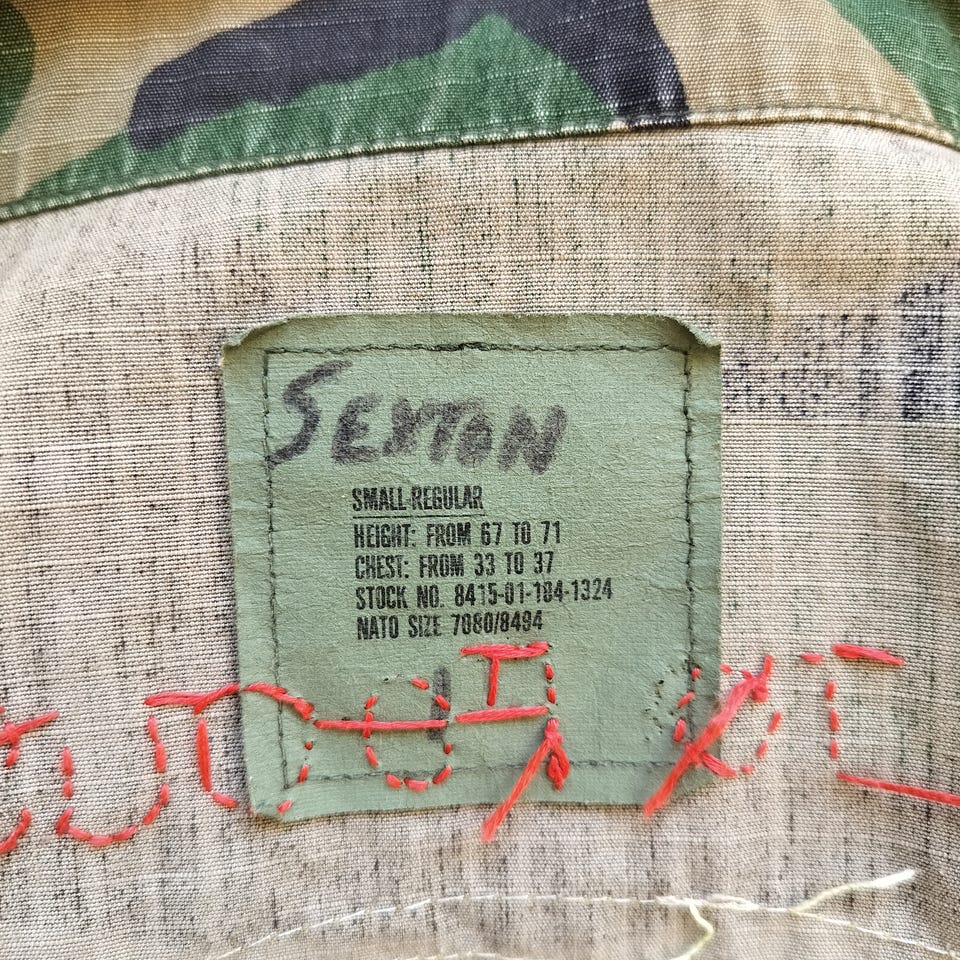 SEXTON
SMALL-REGULAR
HEIGHT: FROM 67 TO 71
CHEST: FROM 33 TO 37
STOCK NO. 8415-01-184-1324
NATO SIZE 7080/8494